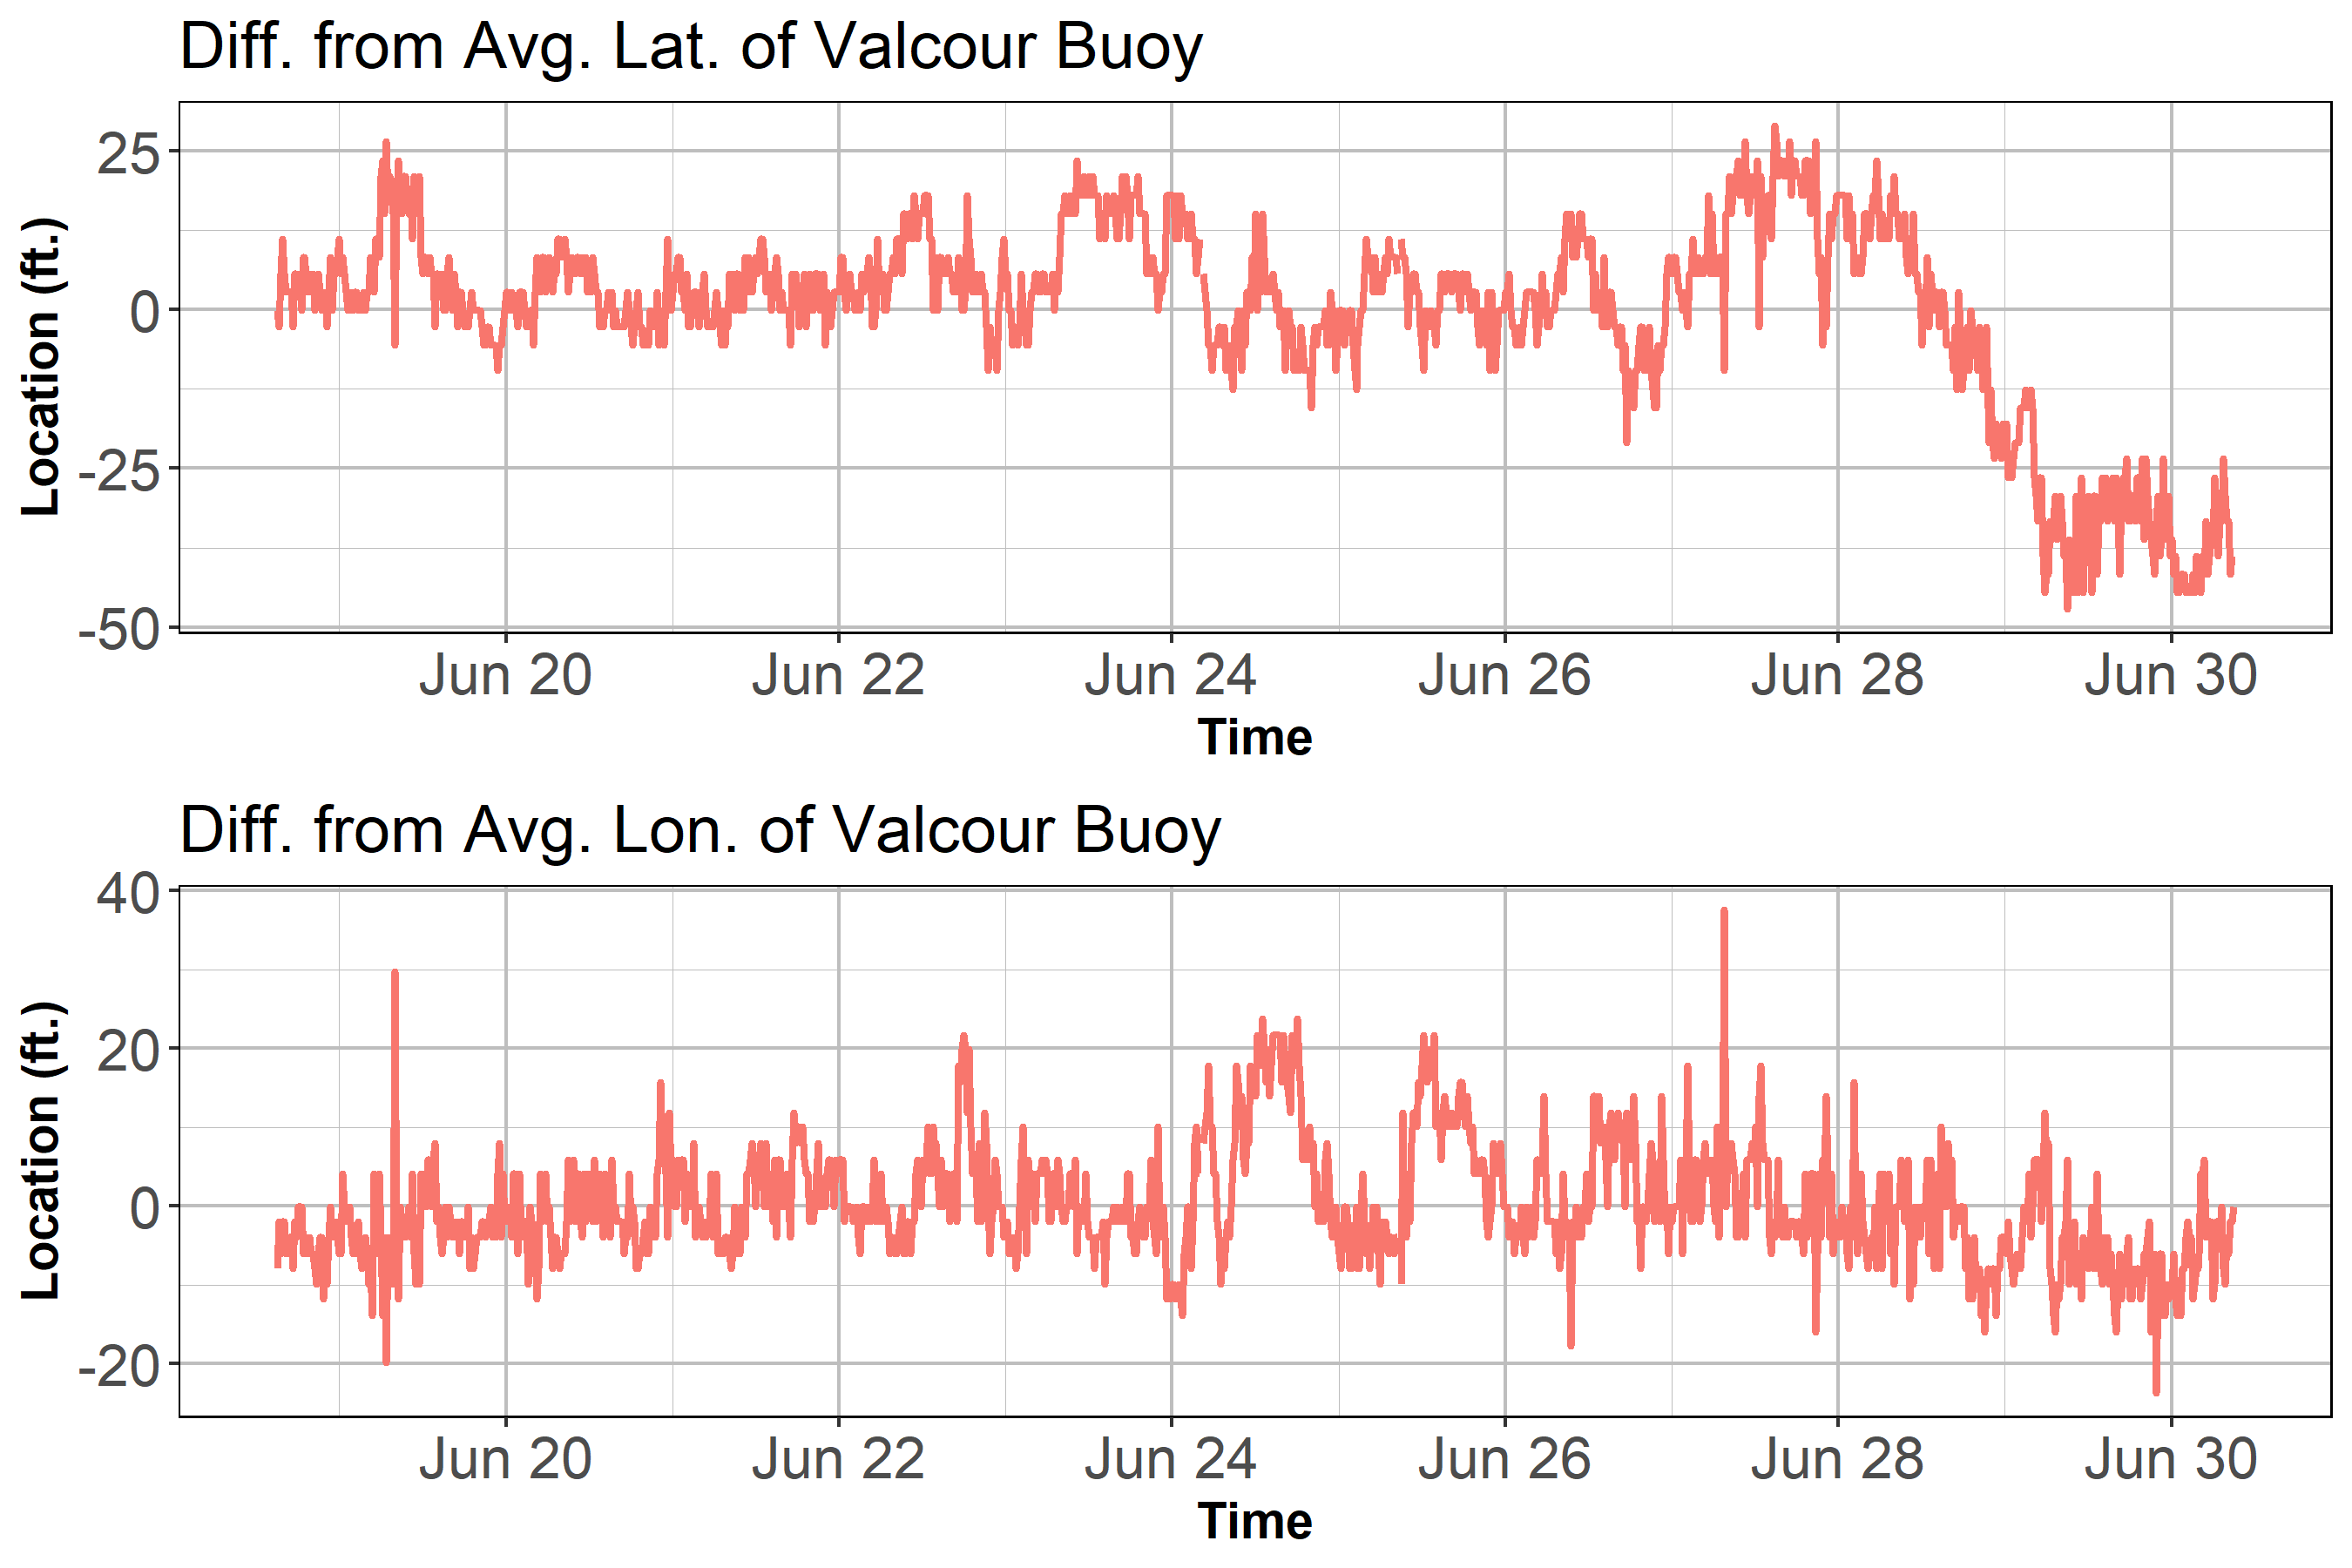 Diff. from Avg. Lat. of Valcour Buoy
Location (ft.)
25
0
-25
-50
Jun 20 Jun 22 Jun 24 Jun 26 Jun 28 Jun 30
Time
Diff. from Avg. Lon. of Valcour Buoy
Location (ft.)
40
20
0
-20
Jun 20 Jun 22 Jun 24 Jun 26 Jun 28 Jun 30
Time